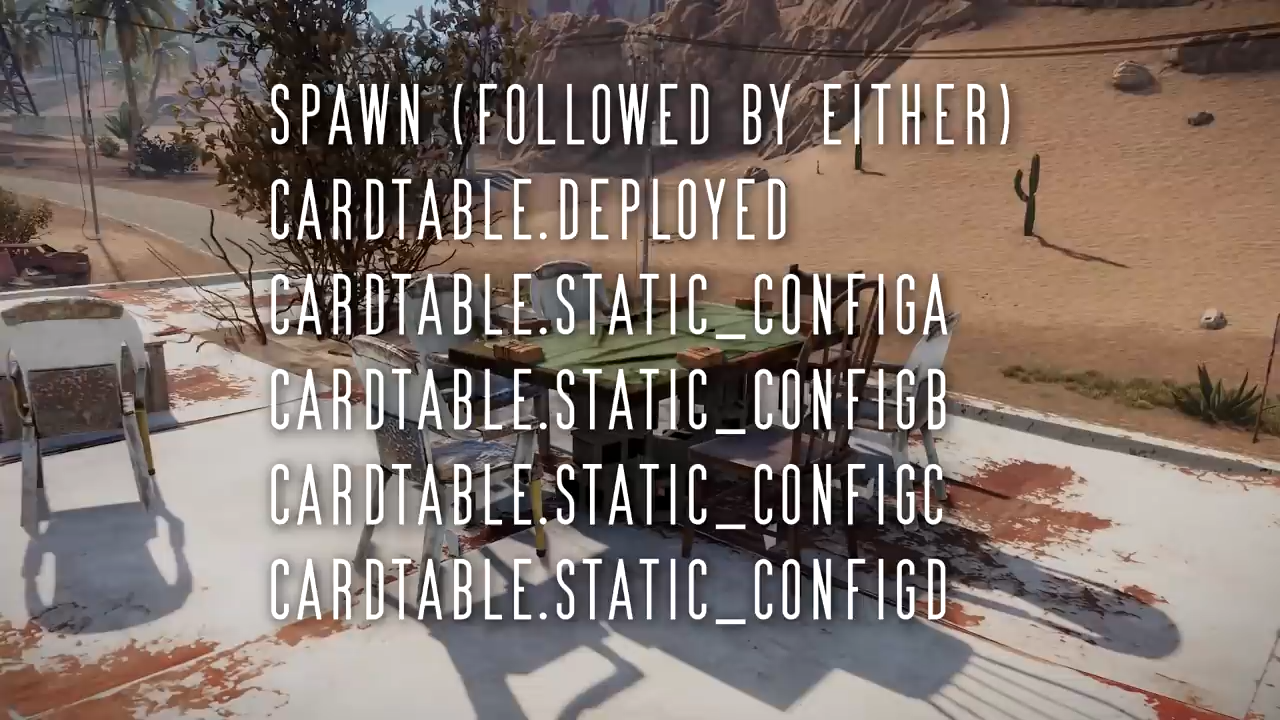 SPAWN (FOLLOWED BY EITHER)
CARDTABLE.DEPLOYED
CARDTABLE.STATIC_CONFIGA
CARDTABLE.STATIC_CONFIGB
CARDTABLE.STATIC_CONFIGC
CARDTABLE.STATIC_CONFIGD